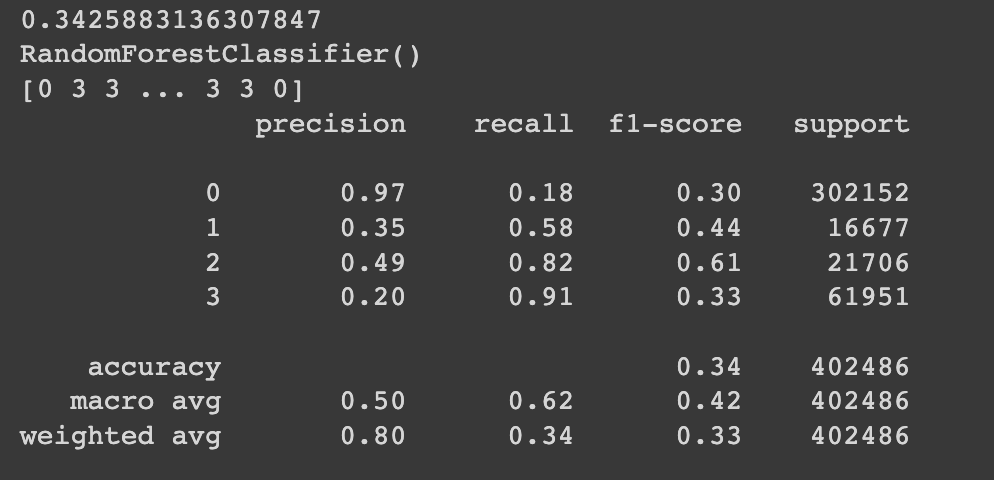 0.3425883136307847
RandomForestClassifier()
[0 3 3 ... 3 3 0]
precision recall f1-score support
0 0.97 0.18 0.30 302152
1 0.35 0.58 0.44 16677
2 0.49 0.82 0.61 21706
3 0.20 0.91 0.33 61951
accuracy 0.34 402486
macro avg 0.50 0.62 0.42 402486
weighted avg 0.80 0.34 0.33 402486